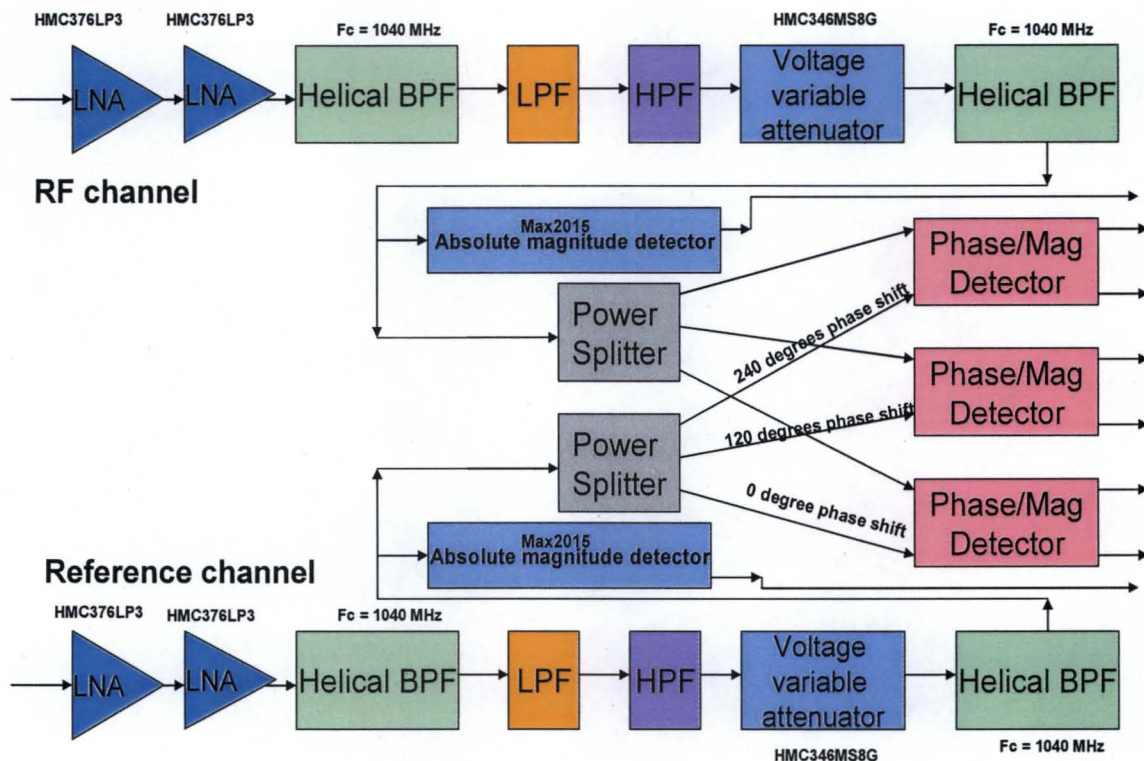 HMC376LP3
HMC376LP3
Fc = 1040 MHz
HMC346MS8G
Fc = 1040 MHz
LNA
LNA
Helical BPF
LPF
HPF
Voltage
variable
attenuator
Helical BPF
RF channel
Max2015
Absolute magnitude detector
Phase/Mag
Detector
Power
Splitter
240 degrees phase shift
Phase/Mag
Detector
120 degrees phase shift
Power
Splitter
0 degree phase shift
Phase/Mag
Detector
Max2015
Absolute magnitude detector
Reference channel
HMC376LP3
HMC376LP3
Fc = 1040 MHz
LNA
LNA
Helical BPF
LPF
HPF
Voltage
variable
attenuator
Helical BPF
HMC346MS8G
Fc = 1040 MHz